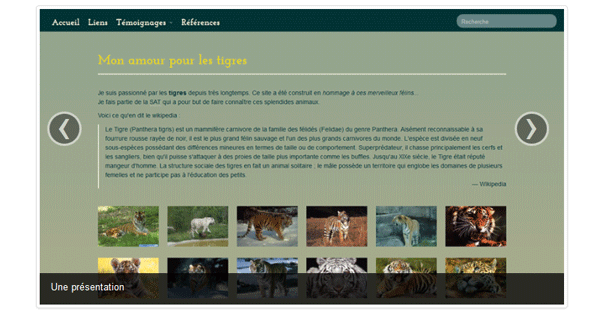 Accueil Liens Témoignages Références Recherche
Mon amour pour les tigres
Je suis passionné par les tigres depuis très longtemps. Ce site a été construit en hommage à ces merveilleux félins...
Je fais partie de la SAT qui a pour but de faire connaître ces splendides animaux.
Voici ce qu'en dit le wikipedia
Le Tigre (Panthera tigris) est un mammifère carnivore de la famille des félidés (Felidae) du genre Panthera. Aisément reconnaissable à sa
fourrure rousse rayée de noir, il est le plus grand félin sauvage et l'un des plus grands carnivores du monde. L'espèce est divisée en neuf
sous-espèces possédant des différences mineures en termes de taille ou de comportement. Superprédateur, il chasse principalement les cerfs et
les sangliers, bien qu'il puisse s'attaquer à des proies de taille plus importante comme les buffles. Jusqu'au XIXe siècle, le Tigre était réputé
mangeur d'homme. La structure sociale des tigres en fait un animal solitaire ; le mâle possède un territoire qui englobe les domaines de plusieurs
femelles et ne participe pas à l'éducation des petits.
— Wikipedia
Une présentation